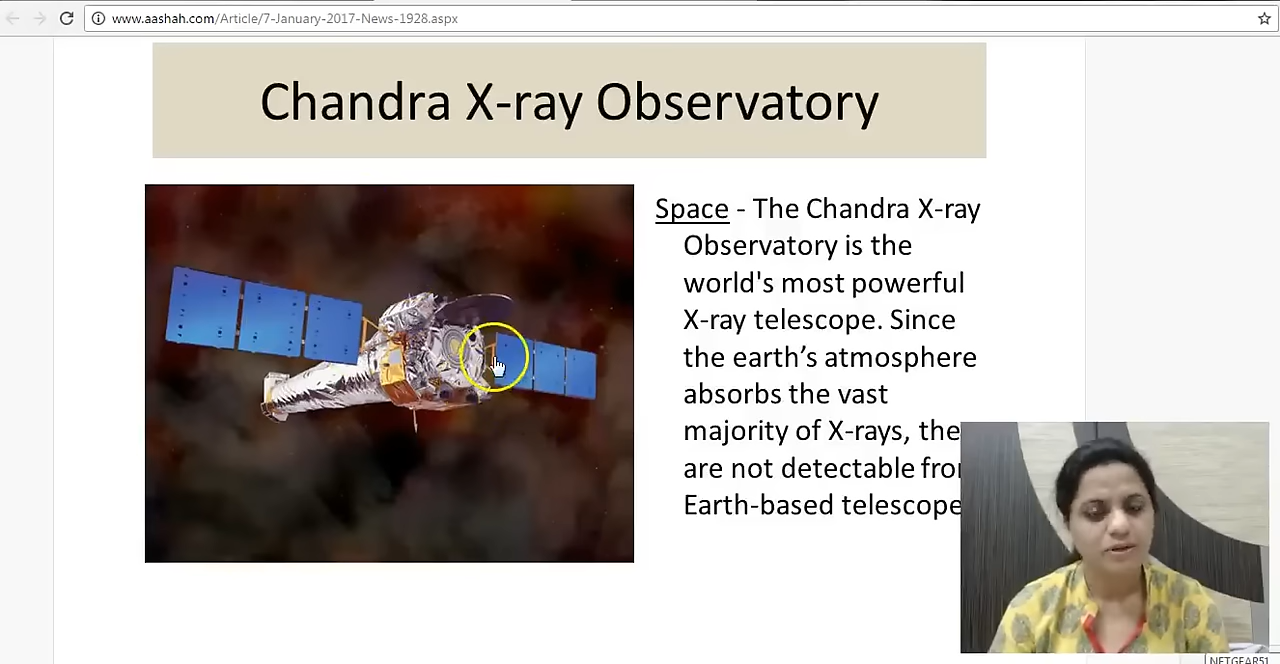 www.aashah.com/Article/7-January-2017-News-1928.aspx
Chandra X-ray Observatory
Space - The Chandra X-ray
Observatory is the
world's most powerful
X-ray telescope. Since
the earth’s atmosphere
absorbs the vast
majority of X-rays, the
are not detectable fro
Earth-based telescope
NETGEAR51